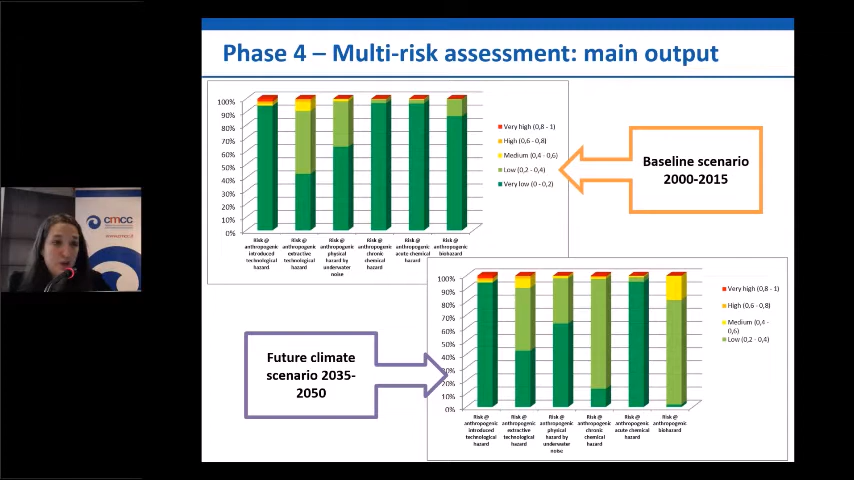 Phase 4 – Multi-risk assessment: main output
100%
90%
80%
70%
60%
50%
40%
30%
20%
10%
0%
Risk @
anthropogenic
introduced
technological
hazard
Risk @
anthropogenic
extractive
technological
hazard
Risk @
anthropogenic
physical
hazard by
underwater
noise
Risk @
anthropogenic
chronic
chemical
hazard
Risk @
anthropogenic
acute chemical
hazard
Risk @
anthropogenic
biohazard
Very high (0,8 - 1)
High (0,6 - 0,8)
Medium (0,4 - 0,6)
Low (0,2 - 0,4)
Very low (0 - 0,2)
Baseline scenario
2000-2015
cmcc
www.cmcc.it
Future climate
scenario 2035-
2050
100%
90%
80%
70%
60%
50%
40%
30%
20%
10%
0%
Risk @
anthropogenic
introduced
technological
hazard
Risk @
anthropogenic
extractive
technological
hazard
Risk @
anthropogenic
physical
hazard by
underwater
noise
Risk @
anthropogenic
chronic
chemical
hazard
Risk @
anthropogenic
acute chemical
hazard
Risk @
anthropogenic
biohazard
Very high (0,8 - 1)
High (0,6 - 0,8)
Medium (0,4 -
0,6)
Low (0,2 - 0,4)